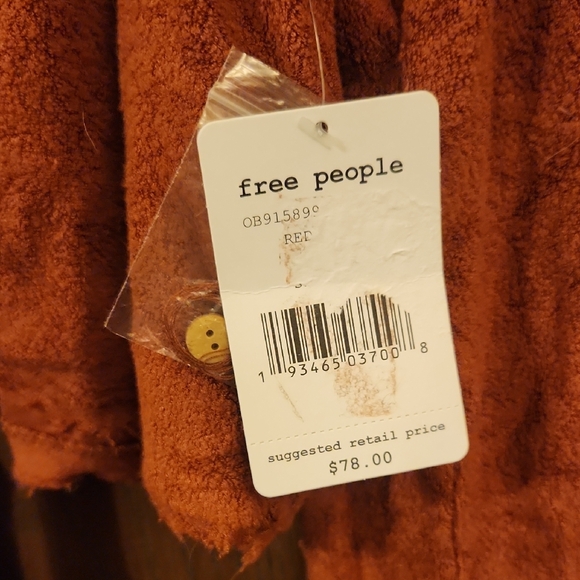 free people
OB915899
RED
1 93465 03700 8
suggested retail price
$78.00